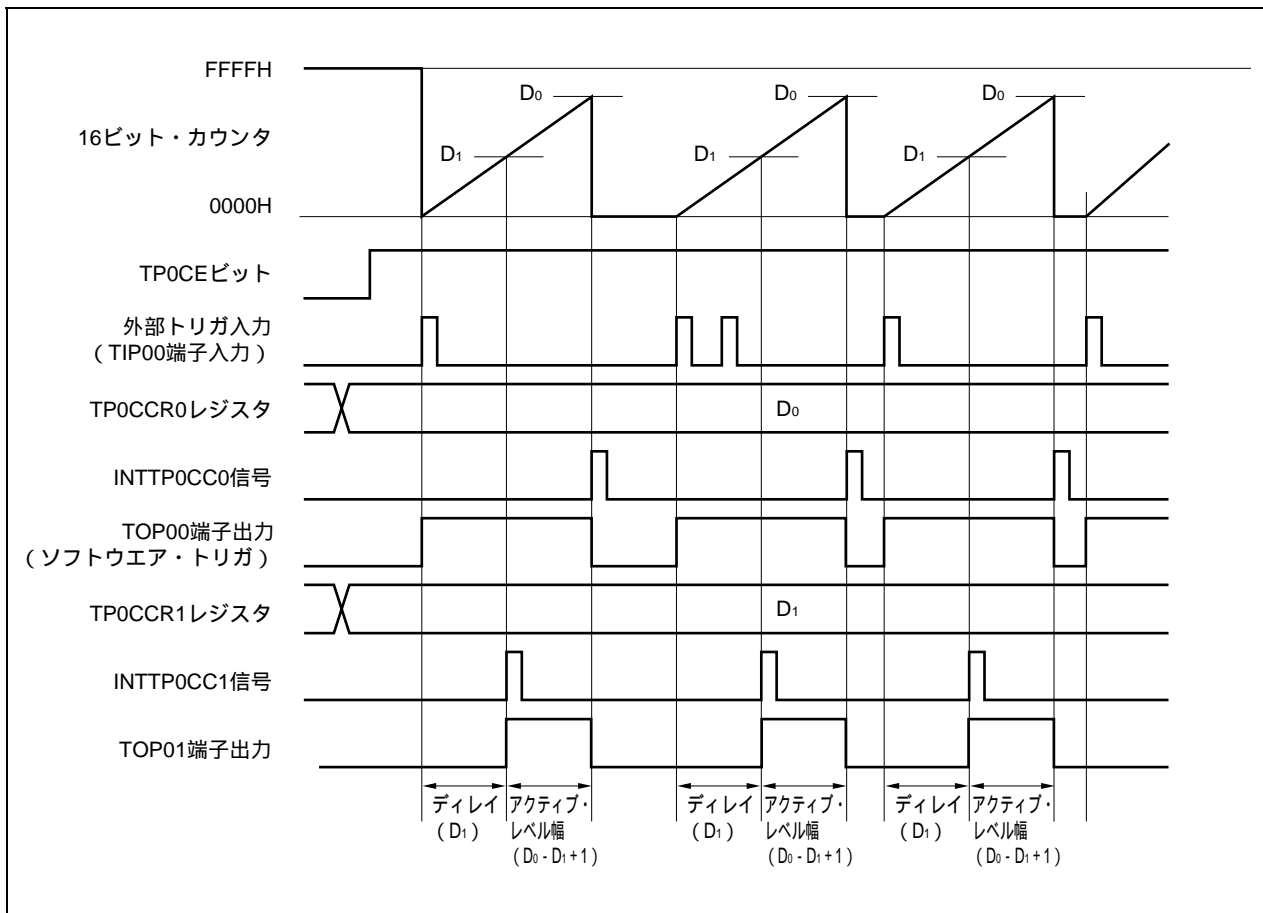 FFFFH
D0
D0
D0
16ビット・カウンタ
D1
D1
D1
0000H
TP0CEビット
外部トリガ入力
（TIP00端子入力）
TP0CCR0レジスタ
D0
INTTP0CC0信号
TOP00端子出力
（ソフトウエア・トリガ）
TP0CCR1レジスタ
D1
INTTP0CC1信号
TOP01端子出力
ディレイ
（D1）
アクティブ・
レベル幅
（D0 - D1 + 1）
ディレイ
（D1）
アクティブ・
レベル幅
（D0 - D1 + 1）
ディレイ
（D1）
アクティブ・
レベル幅
（D0 - D1 + 1）